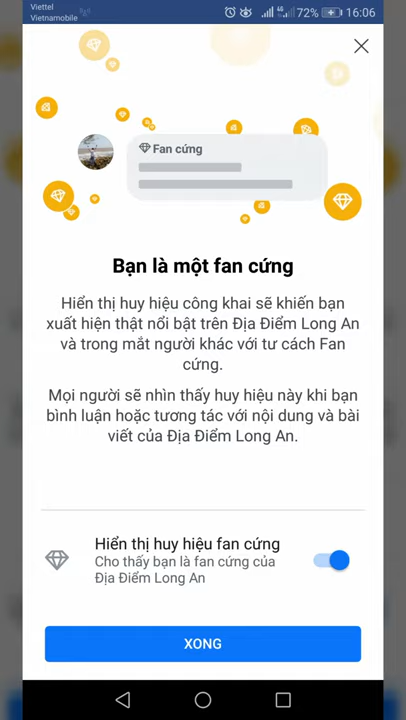 Viettel
Vietnamobile
4G
72%
16:06
Fan cứng
Bạn là một fan cứng
Hiển thị huy hiệu công khai sẽ khiến bạn
xuất hiện thật nổi bật trên Địa Điểm Long An
và trong mắt người khác với tư cách Fan
cứng.
Mọi người sẽ nhìn thấy huy hiệu này khi bạn
bình luận hoặc tương tác với nội dung và bài
viết của Địa Điểm Long An.
Hiển thị huy hiệu fan cứng
Cho thấy bạn là fan cứng của
Địa Điểm Long An
XONG